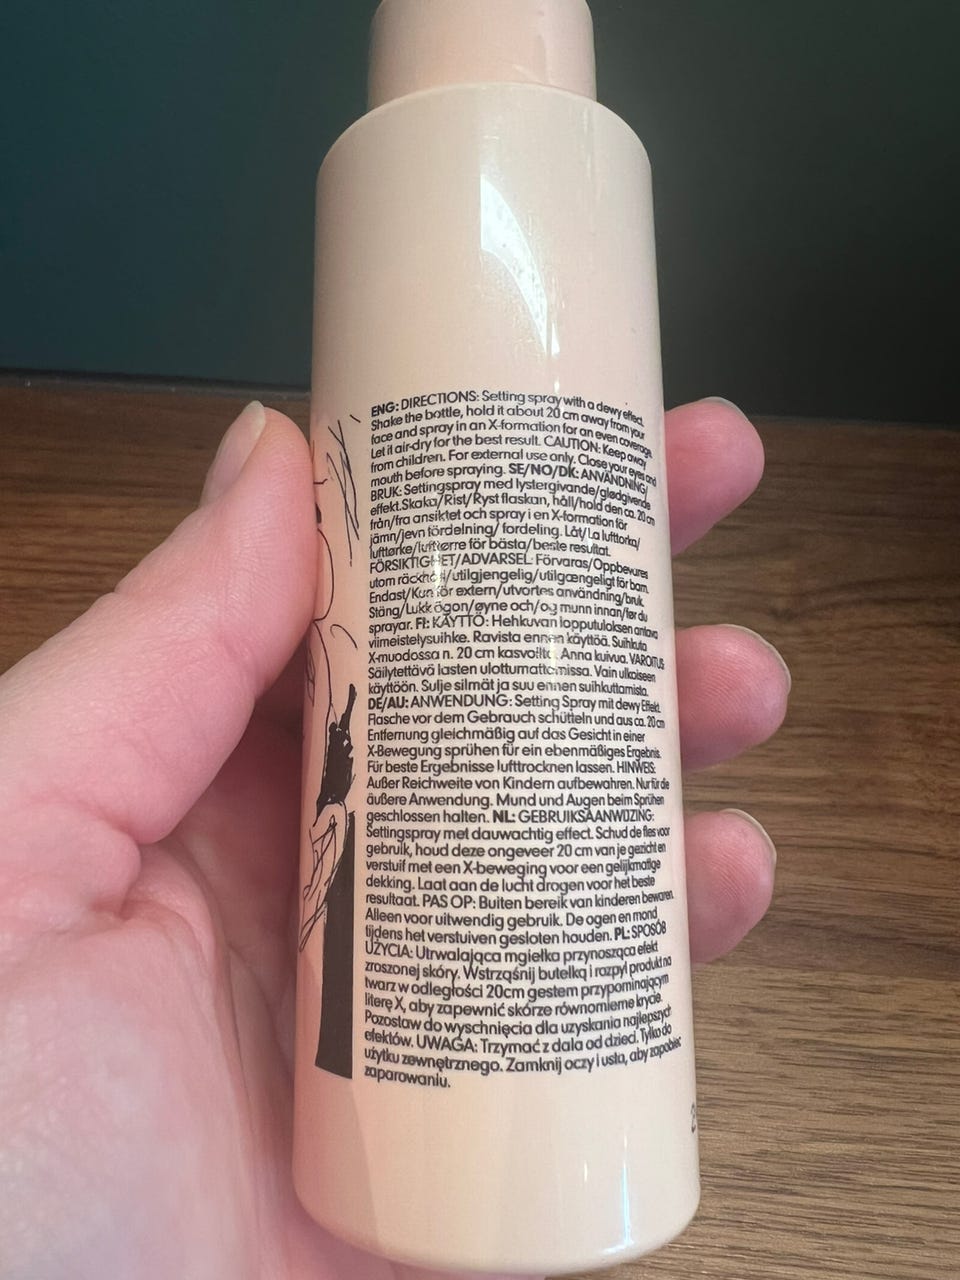 ENG: DIRECTIONS: Setting spray with a dewy effect.
Shake the bottle, hold it about 20 cm away from your
face and spray in an X-formation for an even coverage.
Let it air-dry for the best result. CAUTION: Keep away
from children. For external use only. Close your eyes and
mouth before spraying. SE/NO/DK: ANVÄNDNING/
BRUK: Settingspray med lystergivande/glødgivende
effekt.Skaka/Rist/Ryst flaskan, håll/hold den ca. 20 cm
från/fra ansiktet och spray i en X-formation för
jämn/jevn fördelning/ fordeling. Låt/La lufttorka/
lufttørke/lufttørre för bästa/beste resultat.
FÖRSIKTIGHET/ADVARSEL: Förvaras/Oppbevares
utom räckhåll/utilgjengelig/utilgængeligt för barn.
Endast/Kun för extern/utvortes användning/bruk.
Stäng/Lukk ögon/øyne och/og munn innan/før du
sprayar. FI: KÄYTTÖ: Hehkuvan lopputuloksen antava
viimeistelysuihke. Ravista ennen käyttöä. Suihkuta
X-muodossa n. 20 cm kasvoilta. Anna kuivua. VAROITUS
Säilytettävä lasten ulottumattomissa. Vain ulkoiseen
käyttöön. Sulje silmät ja suu ennen suihkuttamista.
DE/AU: ANWENDUNG: Setting Spray mit dewy Effekt.
Flasche vor dem Gebrauch schütteln und aus ca. 20 cm
Entfernung gleichmäßig auf das Gesicht in einer
X-Bewegung sprühen für ein ebenmäßiges Ergebnis.
Für beste Ergebnisse lufttrocknen lassen. HINWEIS:
Außer Reichweite von Kindern aufbewahren. Nur für die
äußere Anwendung. Mund und Augen beim Sprühen
geschlossen halten. NL: GEBRUIKSAANWIJZING:
Settingspray met dauwachtig effect. Schud de fles voor
gebruik, houd deze ongeveer 20 cm van je gezicht en
verstuif met een X-beweging voor een gelijkmatige
dekking. Laat aan de lucht drogen voor het beste
resultaat. PAS OP: Buiten bereik van kinderen bewaren.
Alleen voor uitwendig gebruik. De ogen en mond
tijdens het verstuiven gesloten houden. PL: SPOSÓB
UŻYCIA: Utrwalająca mgiełka przynosząca efekt
zroszonej skóry. Wstrząśnij butelką i rozpyl produkt na
twarz w odległości 20cm gestem przypominającym
literę X, aby zapewnić skórze równomierne krycie.
Pozostaw do wyschnięcia dla uzyskania najlepszych
efektów. UWAGA: Trzymać z dala od dzieci. Tylko do
użytku zewnętrznego. Zamknij oczy i usta, aby zapobiec
zaparowaniu.